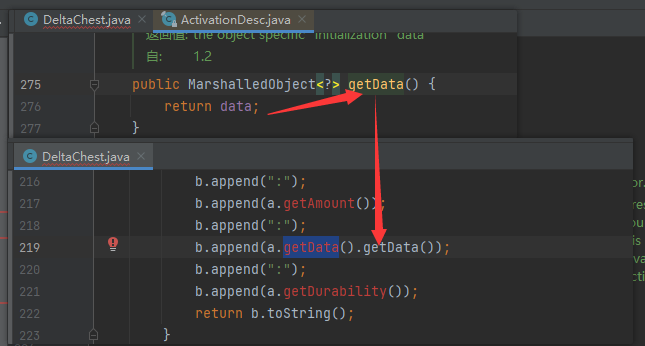 DeltaChest.java ActivationDesc.java
返回值: the object specific "initialization" data
自: 1.2
275 public MarshalledObject<?> getData() {
276 return data;
277 }
DeltaChest.java
216 b.append(":");
217 b.append(a.getAmount());
218 b.append(":");
219 b.append(a.getData().getData());
220 b.append(":");
221 b.append(a.getDurability());
222 return b.toString();
223 }